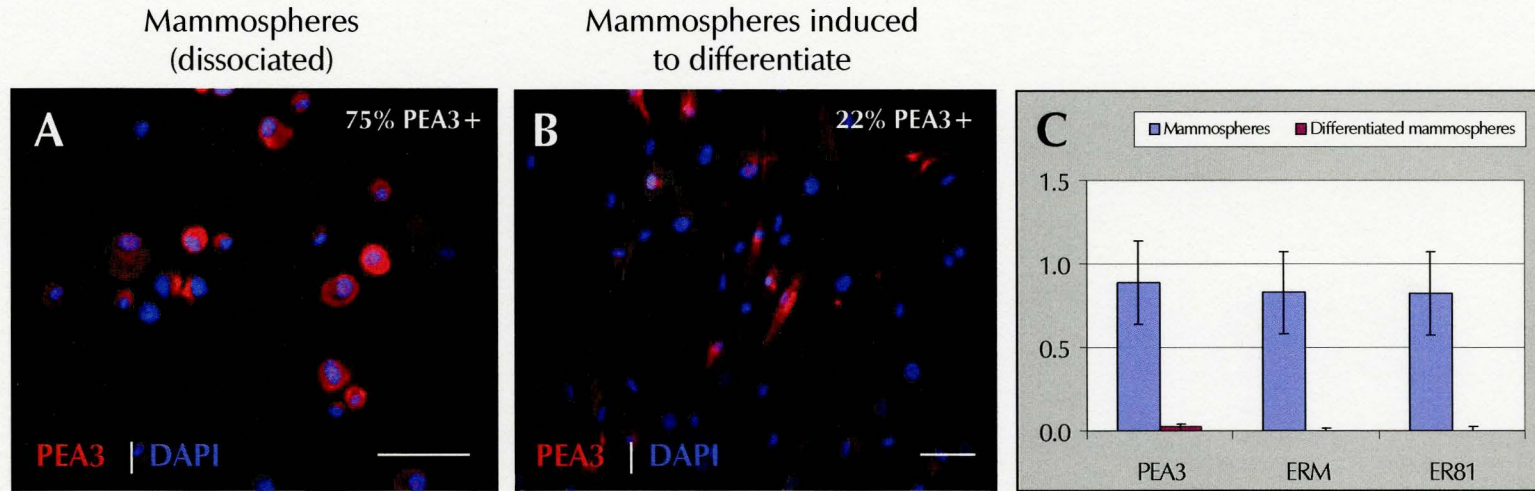 Mammospheres
(dissociated)
Mammospheres induced
to differentiate
A
75% PEA3+
PEA3 | DAPI
B
22% PEA3+
PEA3 | DAPI
C
Mammospheres
Differentiated mammospheres
1.5
1.0
0.5
0.0
PEA3
ERM
ER81